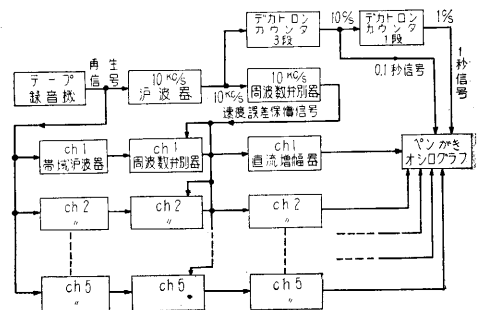 デカトロン
カウンタ
3段
10c/s
デカトロン
カウンタ
1段
1c/s
再生
信号
テープ
録音機
10KC/S
沪波器
10KC/S
10KC/S
周波数弁別器
0.1秒信号
1秒信号
速度誤差保償信号
ch1
帯域沪波器
ch1
周波数弁別器
ch1
直流増幅器
ペンがき
オシログラフ
ch2
〃
ch2
〃
ch2
〃
ch5
〃
ch5
ch5
〃